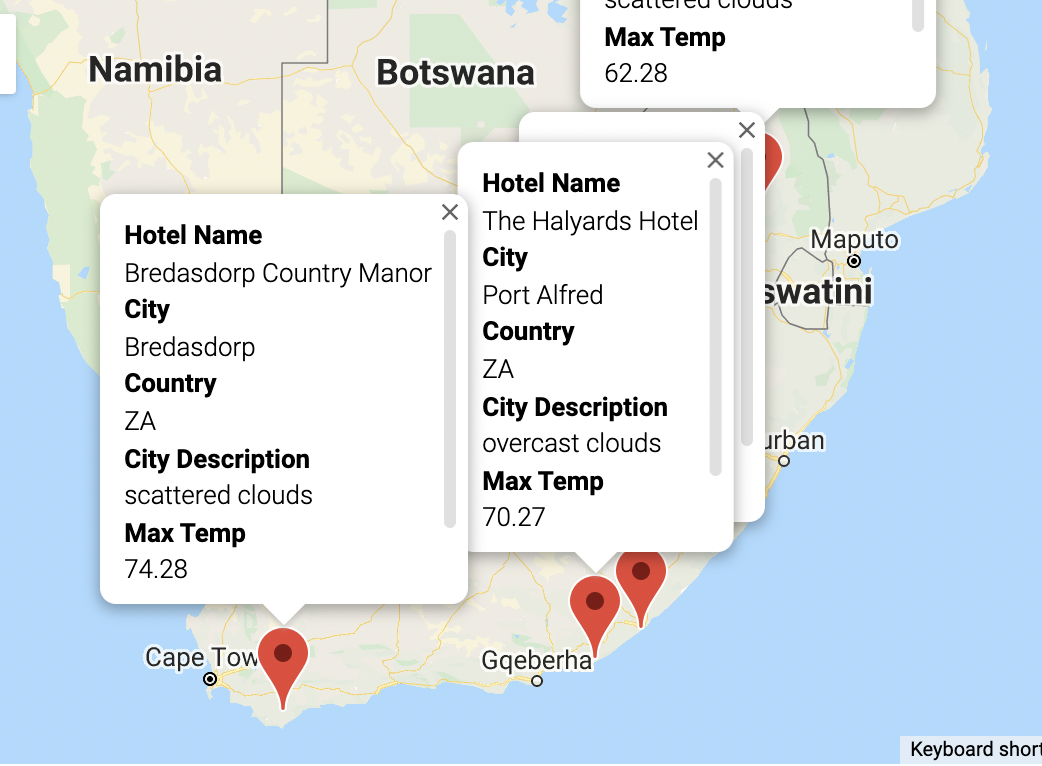 scattered clouds
Max Temp
62.28
Namibia
Botswana
Hotel Name
The Halyards Hotel
City
Port Alfred
Country
ZA
City Description
overcast clouds
Max Temp
70.27
Hotel Name
Bredasdorp Country Manor
City
Bredasdorp
Country
ZA
City Description
scattered clouds
Max Temp
74.28
Maputo
swatini
urban
Cape Tow
Gqeberha
Keyboard short